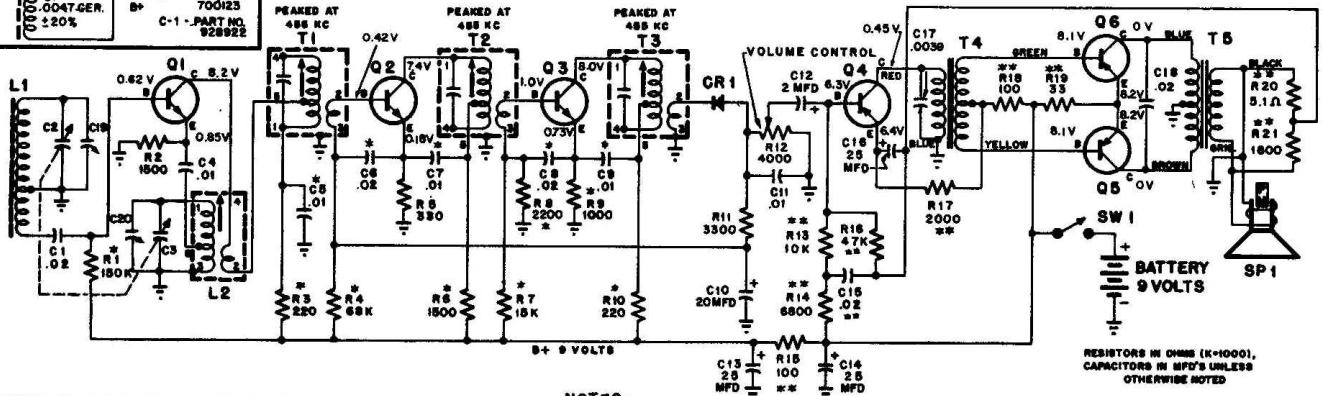 .0047-GER.
±20%
B+
700123
C-1 - PART NO.
928922
PEAKED AT
455 KC
T1
PEAKED AT
455 KC
T2
PEAKED AT
455 KC
T3
L1
C2
C19
0.62V
B
Q1
C
8.2V
E
0.85V
R2
1500
C4
.01
C20
C3
L2
C1
.02
*
R1
150K
0.42V
Q2
7.4V
C
B
E
0.18V
*
C5
.01
*
C6
.02
*
C7
.01
R5
330
1.0V
Q3
8.0V
C
B
E
0.73V
*
C8
.02
*
C9
.01
R8
2200
*
*
R9
1000
*
R3
220
*
R4
68K
*
R6
1500
*
R7
15K
*
R10
220
B+ 9 VOLTS
CR1
VOLUME CONTROL
C12
2 MFD
R12
4000
C11
.01
R11
3300
C10
20MFD
0.45V
Q4
C
RED
6.3V
B
E
6.4V
C17
.0039
C16
25
MFD
BLUE
T4
GREEN
YELLOW
R17
2000
**
**
R13
10K
R16
47K
**
**
R14
6800
C15
.02
**
C13
25
MFD
R15
100
**
C14
25
MFD
**
R18
100
**
R19
33
8.1V
B
Q6
C
0V
E
8.2V
8.2V
8.1V
B
E
Q5
C
0V
BLUE
C18
.02
BROWN
T5
BLACK
GRN
**
R20
5.1Ω
**
R21
1800
SW1
BATTERY
9 VOLTS
SP1
RESISTORS IN OHMS (K=1000),
CAPACITORS IN MFD'S UNLESS
OTHERWISE NOTED
NOTES